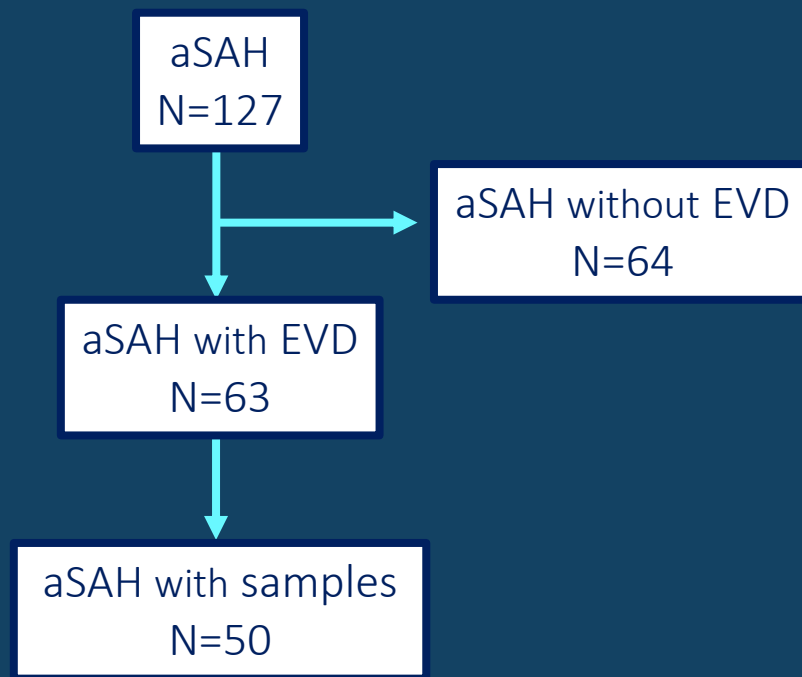 aSAH
N=127
aSAH without EVD
N=64
aSAH with EVD
N=63
aSAH with samples
N=50